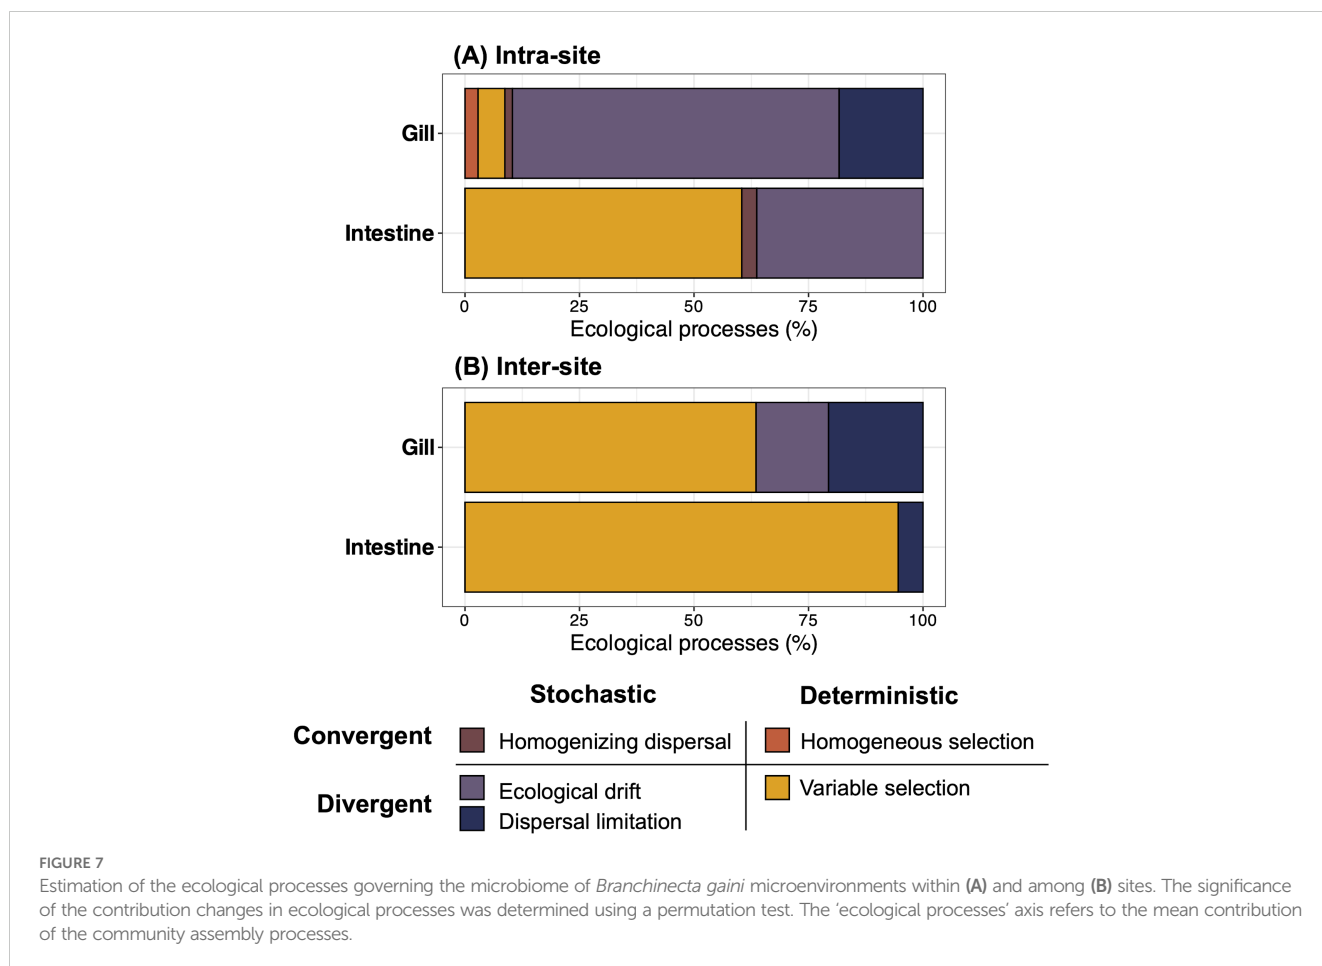 (A) Intra-site
Gill
Intestine
0 25 50 75 100
Ecological processes (%)
(B) Inter-site
Gill
Intestine
0 25 50 75 100
Ecological processes (%)
Stochastic Deterministic
Convergent Homogenizing dispersal Homogeneous selection
Divergent Ecological drift Variable selection
Dispersal limitation
FIGURE 7
Estimation of the ecological processes governing the microbiome of Branchinecta gaini microenvironments within (A) and among (B) sites. The significance
of the contribution changes in ecological processes was determined using a permutation test. The ‘ecological processes’ axis refers to the mean contribution
of the community assembly processes.